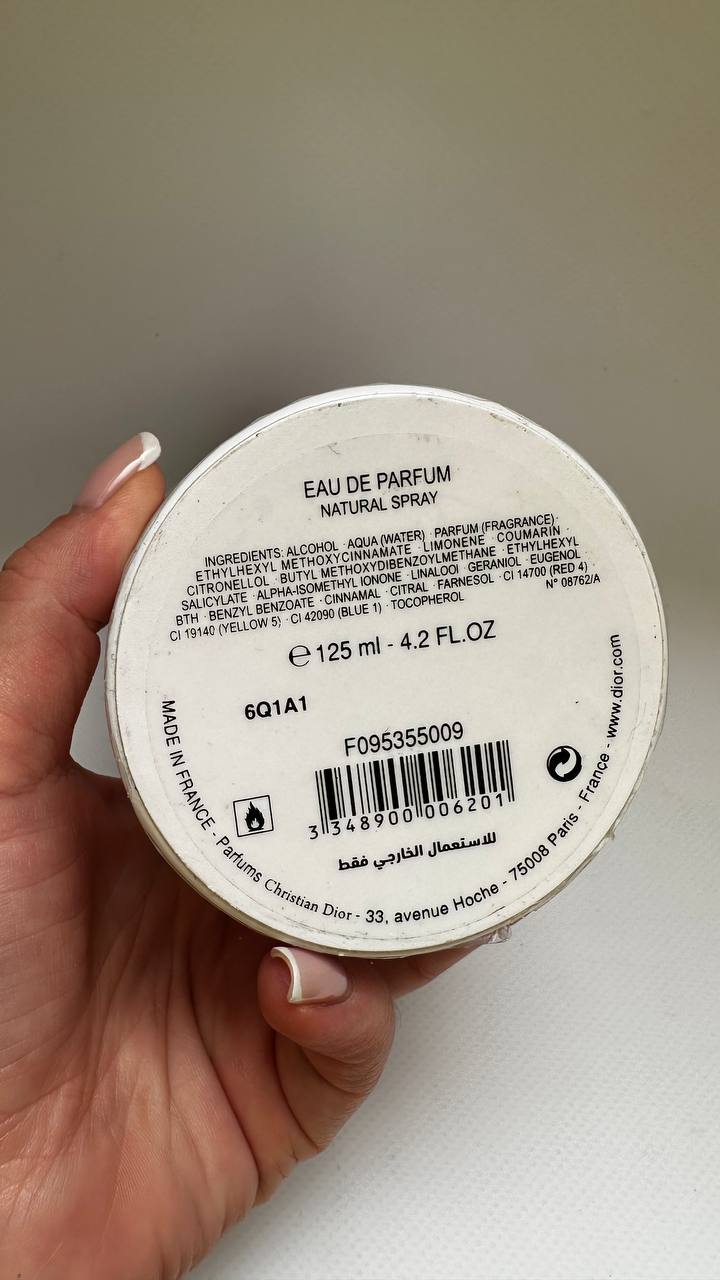 EAU DE PARFUM
NATURAL SPRAY
INGREDIENTS: ALCOHOL · AQUA (WATER) · PARFUM (FRAGRANCE) ·
ETHYLHEXYL METHOXYCINNAMATE · LIMONENE · COUMARIN ·
CITRONELLOL · BUTYL METHOXYDIBENZOYLMETHANE · ETHYLHEXYL
SALICYLATE · ALPHA-ISOMETHYL IONONE · LINALOOl · GERANIOL · EUGENOL
BTH · BENZYL BENZOATE · CINNAMAL · CITRAL · FARNESOL · CI 14700 (RED 4)
CI 19140 (YELLOW 5) · CI 42090 (BLUE 1) · TOCOPHEROL N° 08762/A
℮ 125 ml - 4.2 FL.OZ
6Q1A1
F095355009
3 348900 006201
للاستعمال الخارجي فقط
MADE IN FRANCE - Parfums Christian Dior - 33, avenue Hoche - 75008 Paris - France - www.dior.com